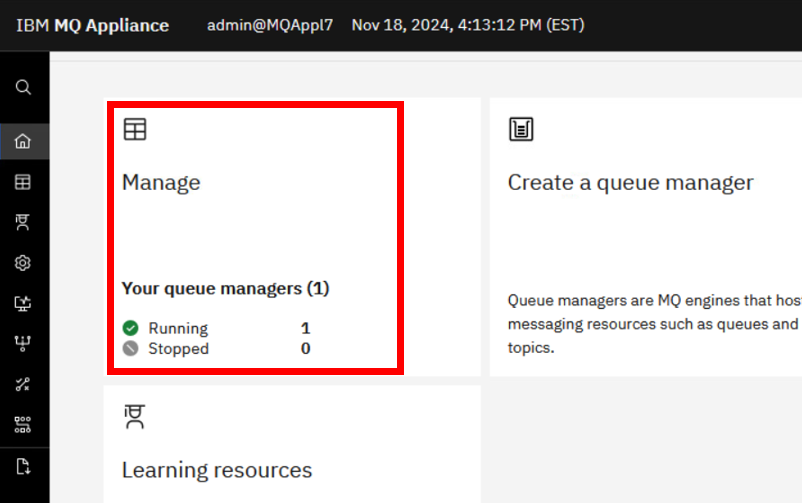 IBM MQ Appliance admin@MQAppl7 Nov 18, 2024, 4:13:12 PM (EST)
Manage
Your queue managers (1)
Running 1
Stopped 0
Create a queue manager
Queue managers are MQ engines that host
messaging resources such as queues and
topics.
Learning resources